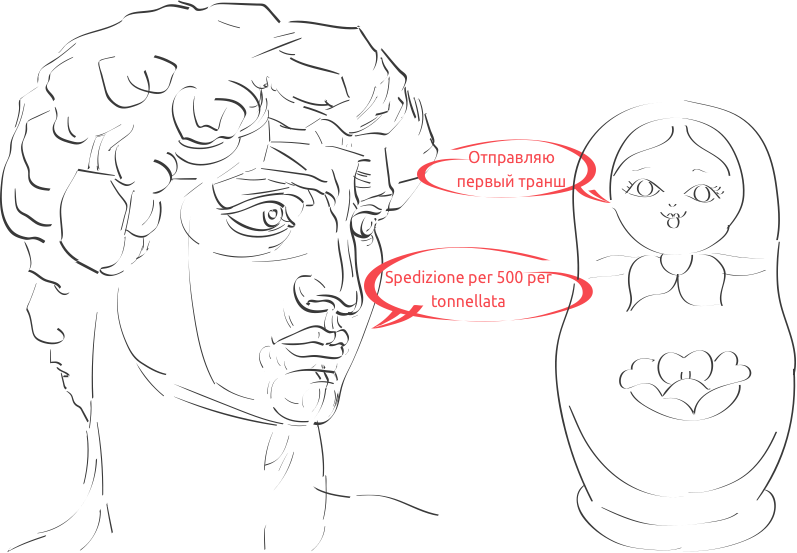 Отправляю
первый транш
Spedizione per 500 per
tonnellata